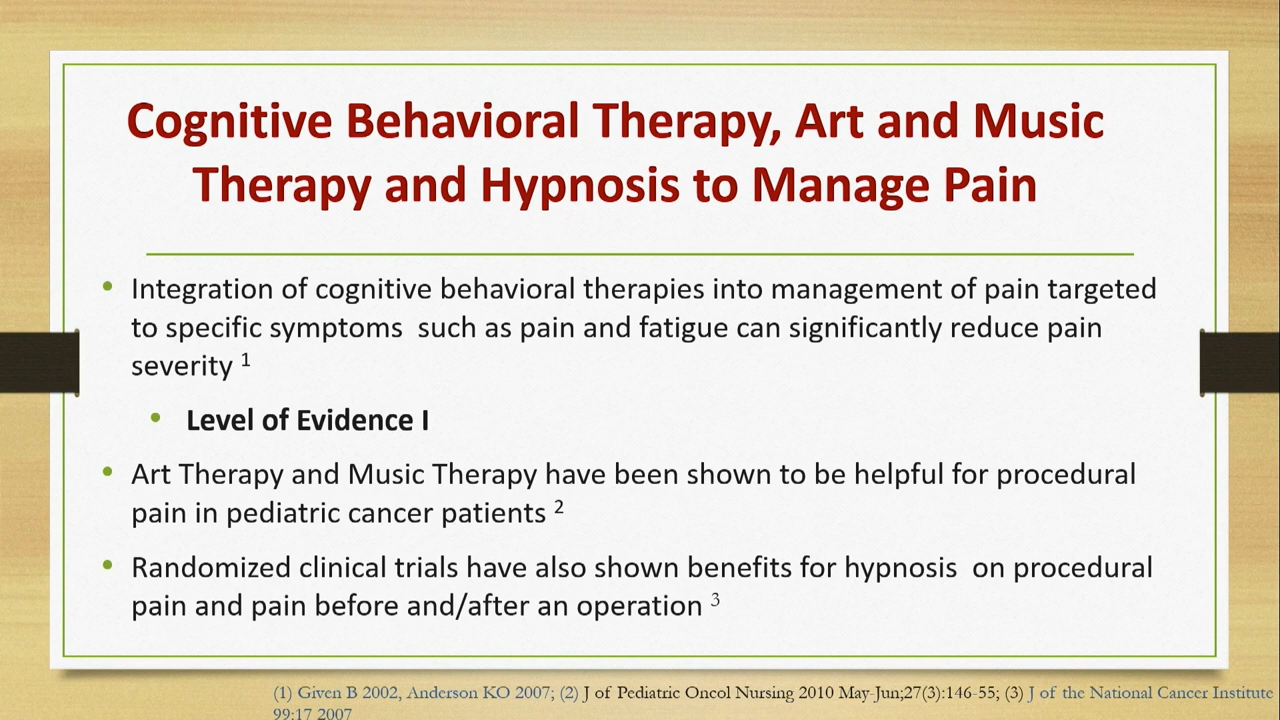 Cognitive Behavioral Therapy, Art and Music
Therapy and Hypnosis to Manage Pain
• Integration of cognitive behavioral therapies into management of pain targeted
to specific symptoms  such as pain and fatigue can significantly reduce pain
severity ¹
• Level of Evidence I
• Art Therapy and Music Therapy have been shown to be helpful for procedural
pain in pediatric cancer patients ²
• Randomized clinical trials have also shown benefits for hypnosis  on procedural
pain and pain before and/after an operation ³
(1) Given B 2002, Anderson KO 2007; (2) J of Pediatric Oncol Nursing 2010 May-Jun;27(3):146-55; (3) J of the National Cancer Institute
99:17 2007